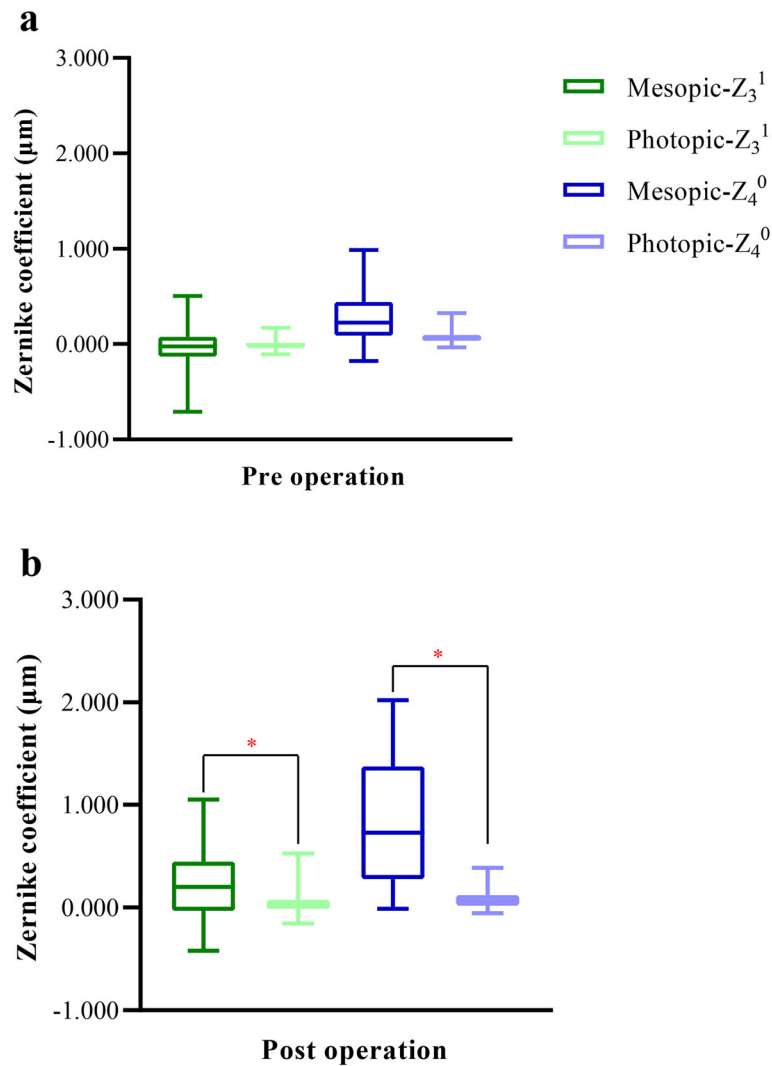 a
Zernike coefficient (μm)
3.000
2.000
1.000
0.000
-1.000
Pre operation
Mesopic-Z₃¹
Photopic-Z₃¹
Mesopic-Z₄⁰
Photopic-Z₄⁰
b
Zernike coefficient (μm)
3.000
2.000
1.000
0.000
-1.000
*
*
Post operation